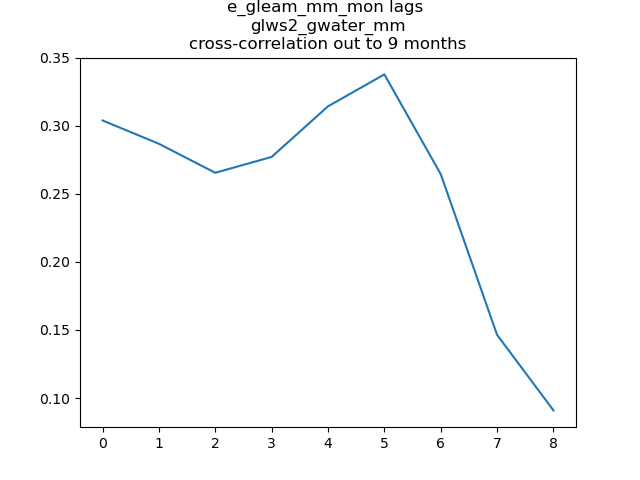 e_gleam_mm_mon lags
glws2_gwater_mm
cross-correlation out to 9 months
0.35
0.30
0.25
0.20
0.15
0.10
0 1 2 3 4 5 6 7 8